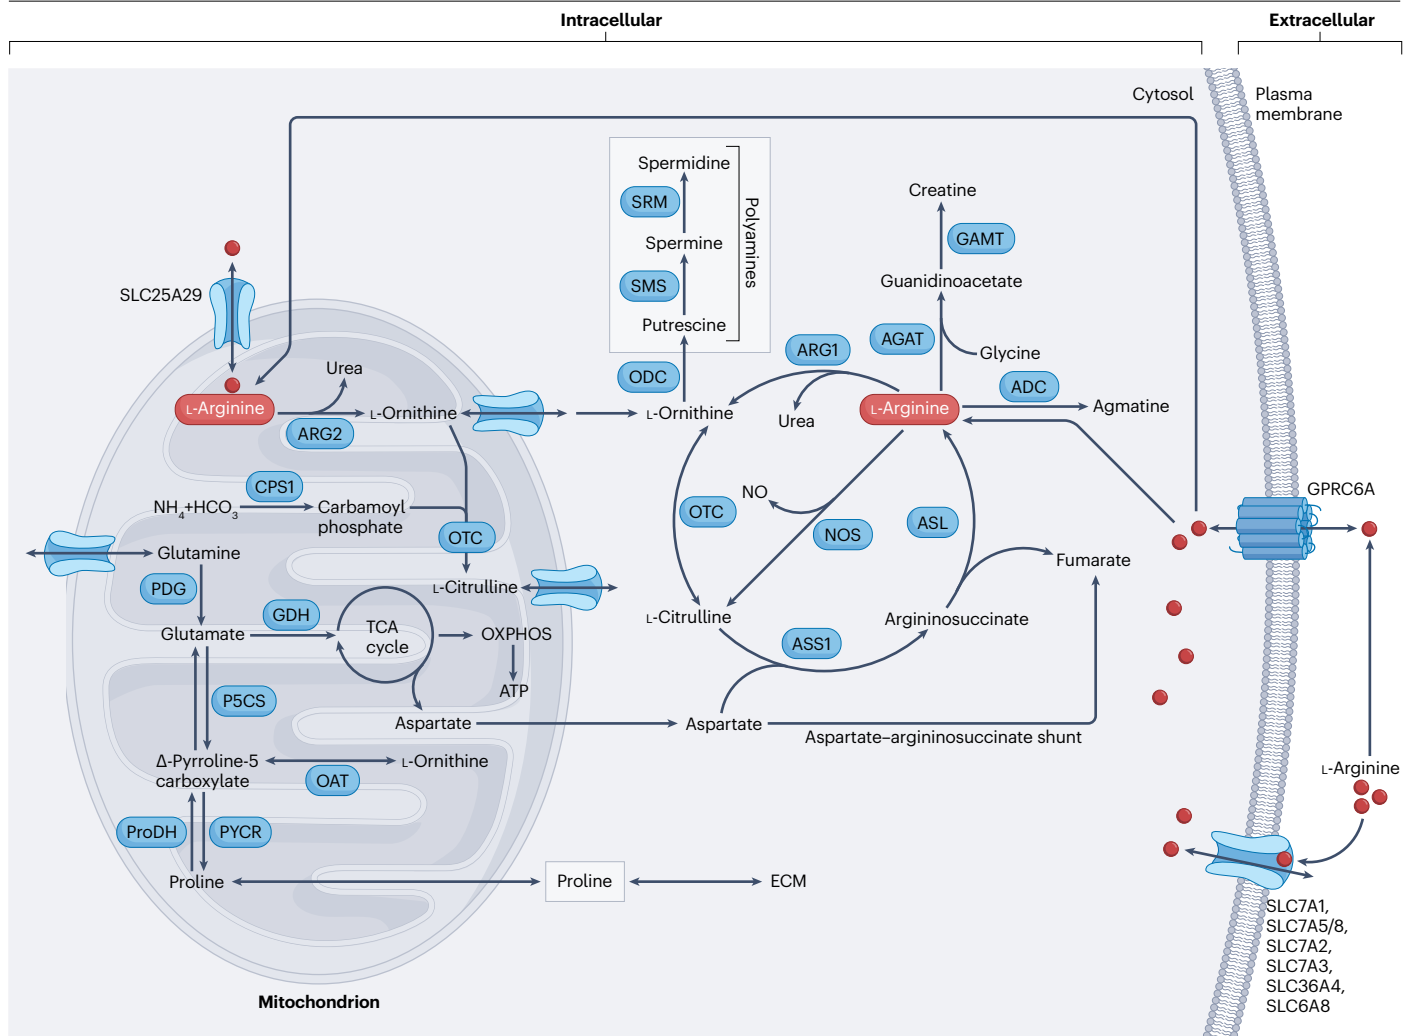 Intracellular
Extracellular
Cytosol
Plasma
membrane
Spermidine
SRM
Spermine
SMS
Putrescine
Polyamines
ODC
Creatine
GAMT
Guanidinoacetate
AGAT
Glycine
ADC
Agmatine
ARG1
Urea
L-Arginine
L-Ornithine
SLC25A29
L-Arginine
Urea
ARG2
L-Ornithine
CPS1
NH4+HCO3
Carbamoyl
phosphate
OTC
L-Citrulline
Glutamine
PDG
Glutamate
GDH
TCA
cycle
OXPHOS
ATP
P5CS
Aspartate
Δ-Pyrroline-5
carboxylate
OAT
L-Ornithine
ProDH
PYCR
Proline
Proline
ECM
Mitochondrion
NO
NOS
OTC
ASL
L-Citrulline
ASS1
Argininosuccinate
Fumarate
Aspartate
Aspartate–argininosuccinate shunt
GPRC6A
L-Arginine
SLC7A1,
SLC7A5/8,
SLC7A2,
SLC7A3,
SLC36A4,
SLC6A8